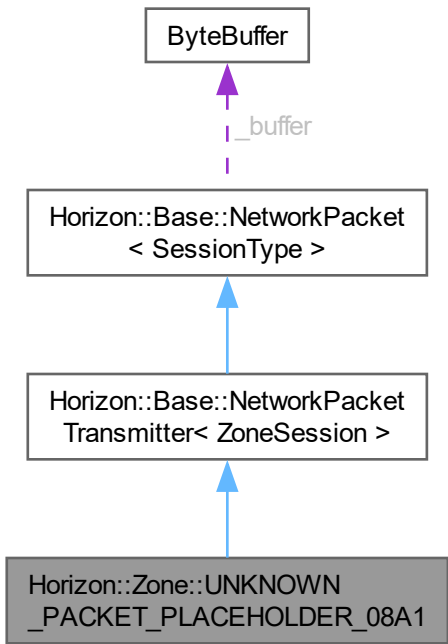 ByteBuffer
_buffer
Horizon::Base::NetworkPacket
< SessionType >
Horizon::Base::NetworkPacket
Transmitter< ZoneSession >
Horizon::Zone::UNKNOWN
_PACKET_PLACEHOLDER_08A1